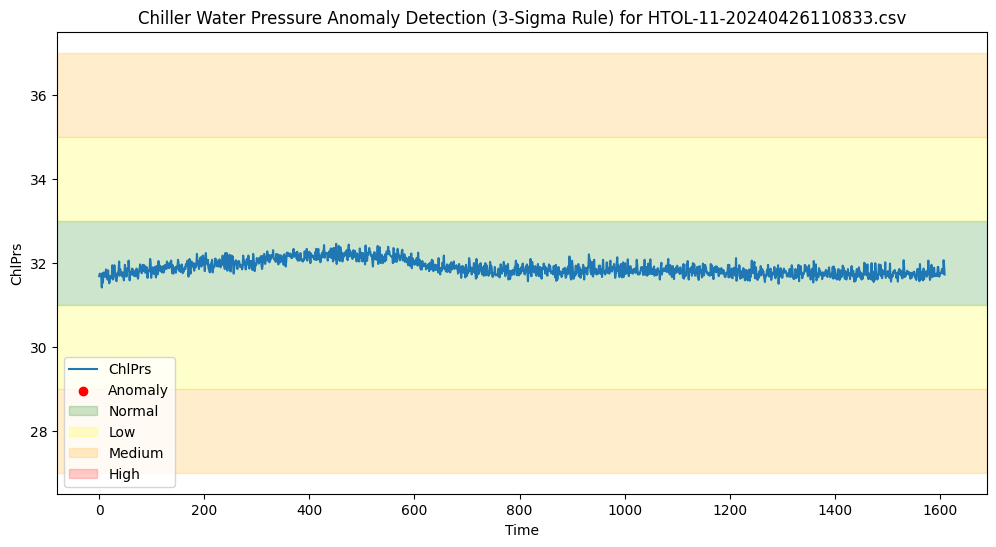 Chiller Water Pressure Anomaly Detection (3-Sigma Rule) for HTOL-11-20240426110833.csv
36
34
32
30
28
ChlPrs
ChlPrs
Anomaly
Normal
Low
Medium
High
0 200 400 600 800 1000 1200 1400 1600
Time